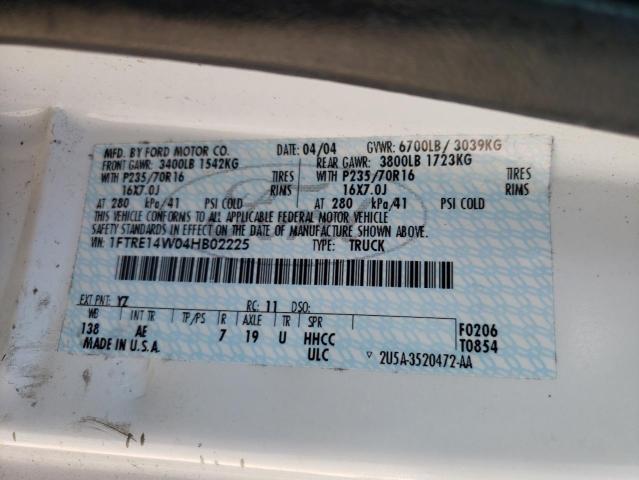 MFD. BY FORD MOTOR CO. DATE: 04/04 GVWR: 6700LB/ 3039KG
FRONT GAWR: 3400LB 1542KG REAR GAWR: 3800LB 1723KG
WITH P235/70R16 TIRES WITH P235/70R16 TIRES
16X7.0J RIMS 16X7.0J RIMS
AT 280 kPa/41 PSI COLD AT 280 kPa/41 PSI COLD
THIS VEHICLE CONFORMS TO ALL APPLICABLE FEDERAL MOTOR VEHICLE
SAFETY STANDARDS IN EFFECT ON THE DATE OF MANUFACTURE SHOWN ABOVE.
VIN: 1FTRE14W04HB02225 TYPE: TRUCK
EXT PNT: YZ RC: 11 DSO:
WB INT TR TP/PS R AXLE TR SPR F0206
138 AE 7 19 U HHCC T0854
MADE IN U.S.A. ULC ▽ 2U5A-3520472-AA